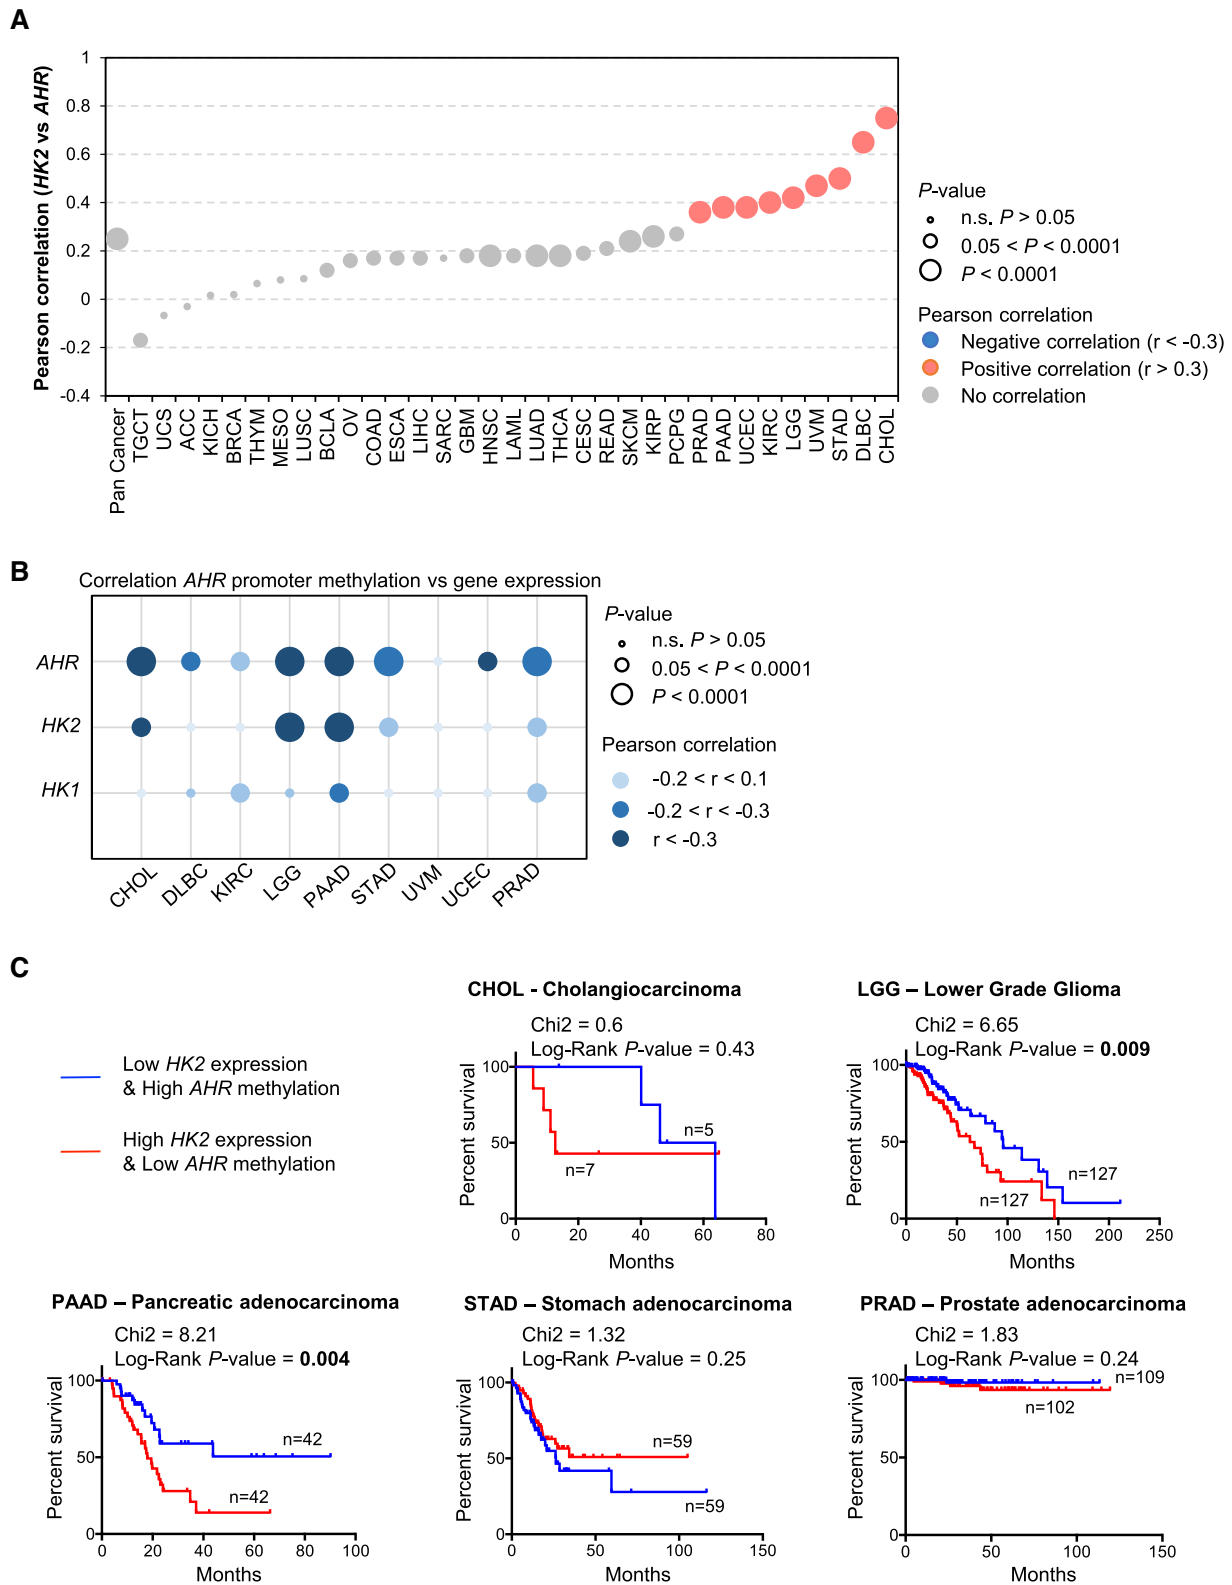 A
Pearson correlation (HK2 vs AHR)
1
0.8
0.6
0.4
0.2
0
-0.2
-0.4
Pan Cancer
TGCT
UCS
ACC
KICH
BRCA
THYM
MESO
LUSC
BCLA
OV
COAD
ESCA
LIHC
SARC
GBM
HNSC
LAML
LUAD
THCA
CESC
READ
SKCM
KIRP
PCPG
PRAD
PAAD
UCEC
KIRC
LGG
UVM
STAD
DLBC
CHOL
P-value
n.s. P > 0.05
0.05 < P < 0.0001
P < 0.0001
Pearson correlation
Negative correlation (r < -0.3)
Positive correlation (r > 0.3)
No correlation
B
Correlation AHR promoter methylation vs gene expression
AHR
HK2
HK1
CHOL
DLBC
KIRC
LGG
PAAD
STAD
UVM
UCEC
PRAD
P-value
n.s. P > 0.05
0.05 < P < 0.0001
P < 0.0001
Pearson correlation
-0.2 < r < 0.1
-0.2 < r < -0.3
r < -0.3
C
Low HK2 expression
& High AHR methylation
High HK2 expression
& Low AHR methylation
CHOL - Cholangiocarcinoma
Chi2 = 0.6
Log-Rank P-value = 0.43
Percent survival
100
50
0
n=5
n=7
0 20 40 60 80
Months
LGG – Lower Grade Glioma
Chi2 = 6.65
Log-Rank P-value = 0.009
Percent survival
100
50
0
n=127
n=127
0 50 100 150 200 250
Months
PAAD – Pancreatic adenocarcinoma
Chi2 = 8.21
Log-Rank P-value = 0.004
Percent survival
100
50
0
n=42
n=42
0 20 40 60 80 100
Months
STAD – Stomach adenocarcinoma
Chi2 = 1.32
Log-Rank P-value = 0.25
Percent survival
100
50
0
n=59
n=59
0 50 100 150
Months
PRAD – Prostate adenocarcinoma
Chi2 = 1.83
Log-Rank P-value = 0.24
Percent survival
100
50
0
n=109
n=102
0 50 100 150
Months